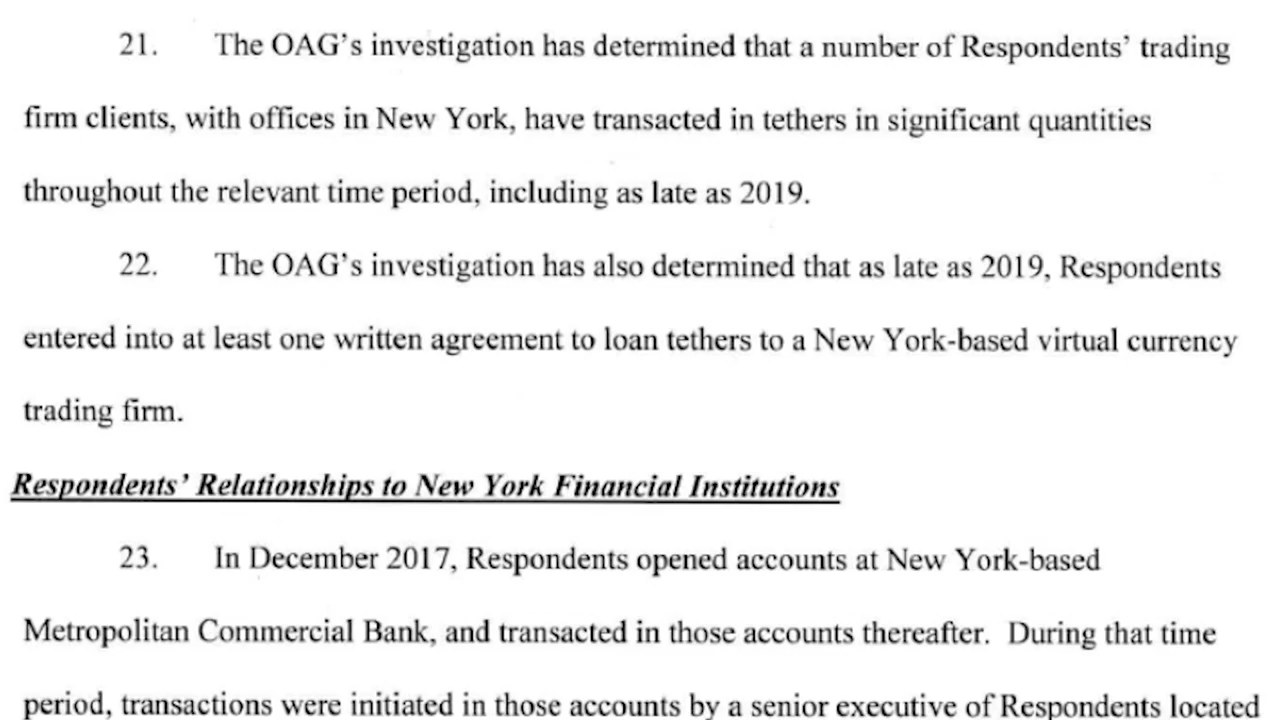 21. The OAG's investigation has determined that a number of Respondents' trading
firm clients, with offices in New York, have transacted in tethers in significant quantities
throughout the relevant time period, including as late as 2019.
22. The OAG's investigation has also determined that as late as 2019, Respondents
entered into at least one written agreement to loan tethers to a New York-based virtual currency
trading firm.
Respondents' Relationships to New York Financial Institutions
23. In December 2017, Respondents opened accounts at New York-based
Metropolitan Commercial Bank, and transacted in those accounts thereafter. During that time
period, transactions were initiated in those accounts by a senior executive of Respondents located